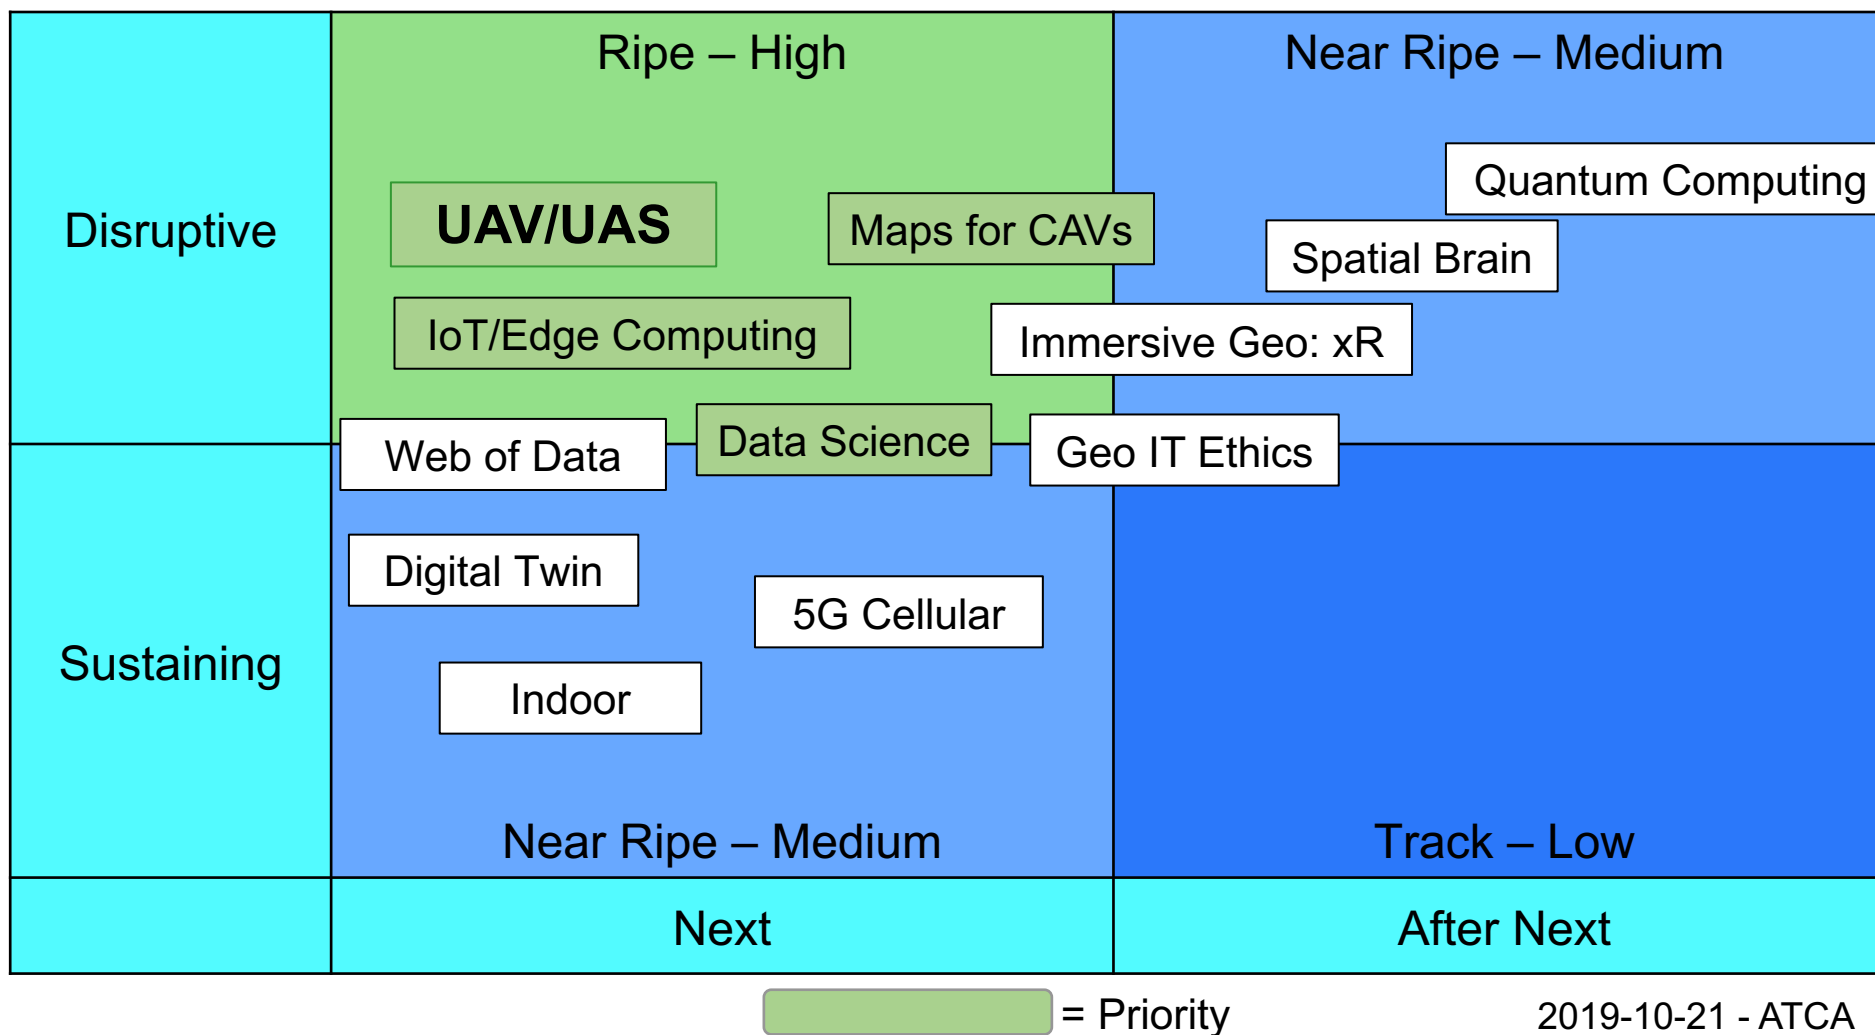 Ripe – High
Near Ripe – Medium
Disruptive
UAV/UAS
Maps for CAVs
Quantum Computing
Spatial Brain
IoT/Edge Computing
Immersive Geo: xR
Web of Data
Data Science
Geo IT Ethics
Sustaining
Digital Twin
5G Cellular
Indoor
Near Ripe – Medium
Track – Low
Next
After Next
= Priority
2019-10-21 - ATCA